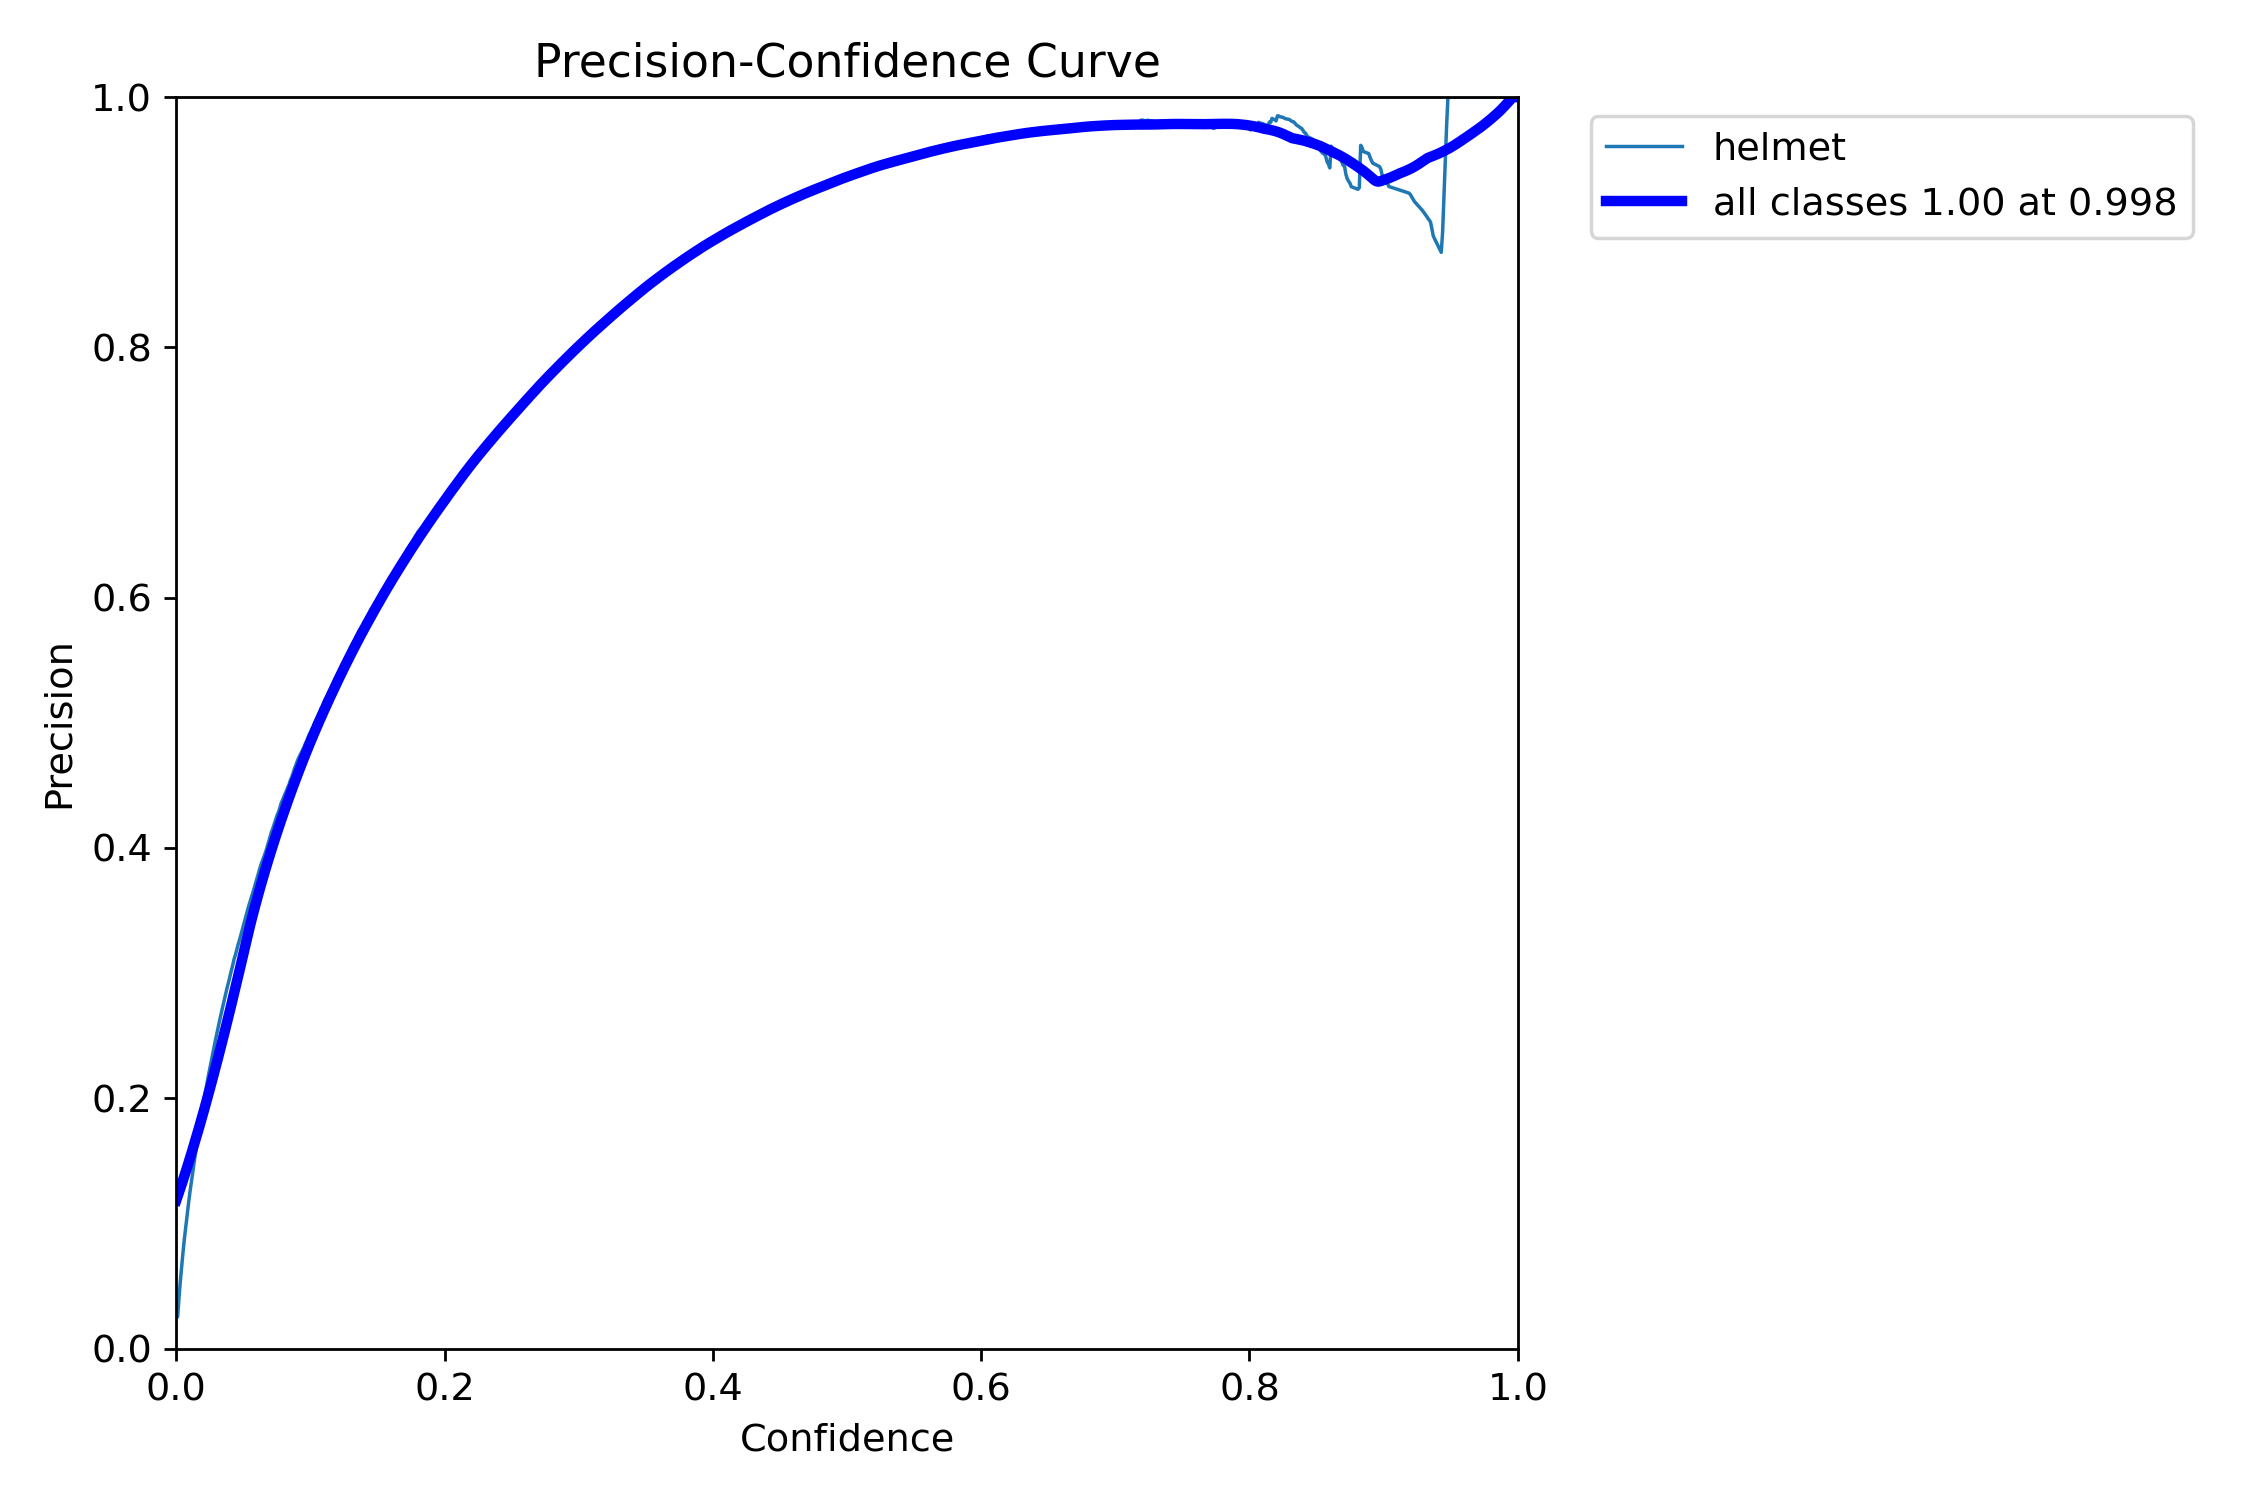 Precision-Confidence Curve
1.0
0.8
0.6
0.4
0.2
0.0
Precision
0.0 0.2 0.4 0.6 0.8 1.0
Confidence
helmet
all classes 1.00 at 0.998